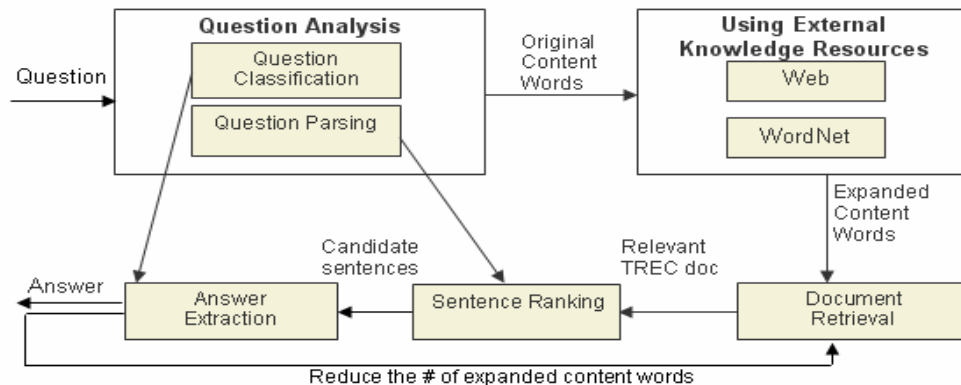 Question Analysis
Question
Classification
Question Parsing
Question
Original
Content
Words
Using External
Knowledge Resources
Web
WordNet
Expanded
Content
Words
Relevant
TREC doc
Candidate
sentences
Answer
Answer
Extraction
Sentence Ranking
Document
Retrieval
Reduce the # of expanded content words